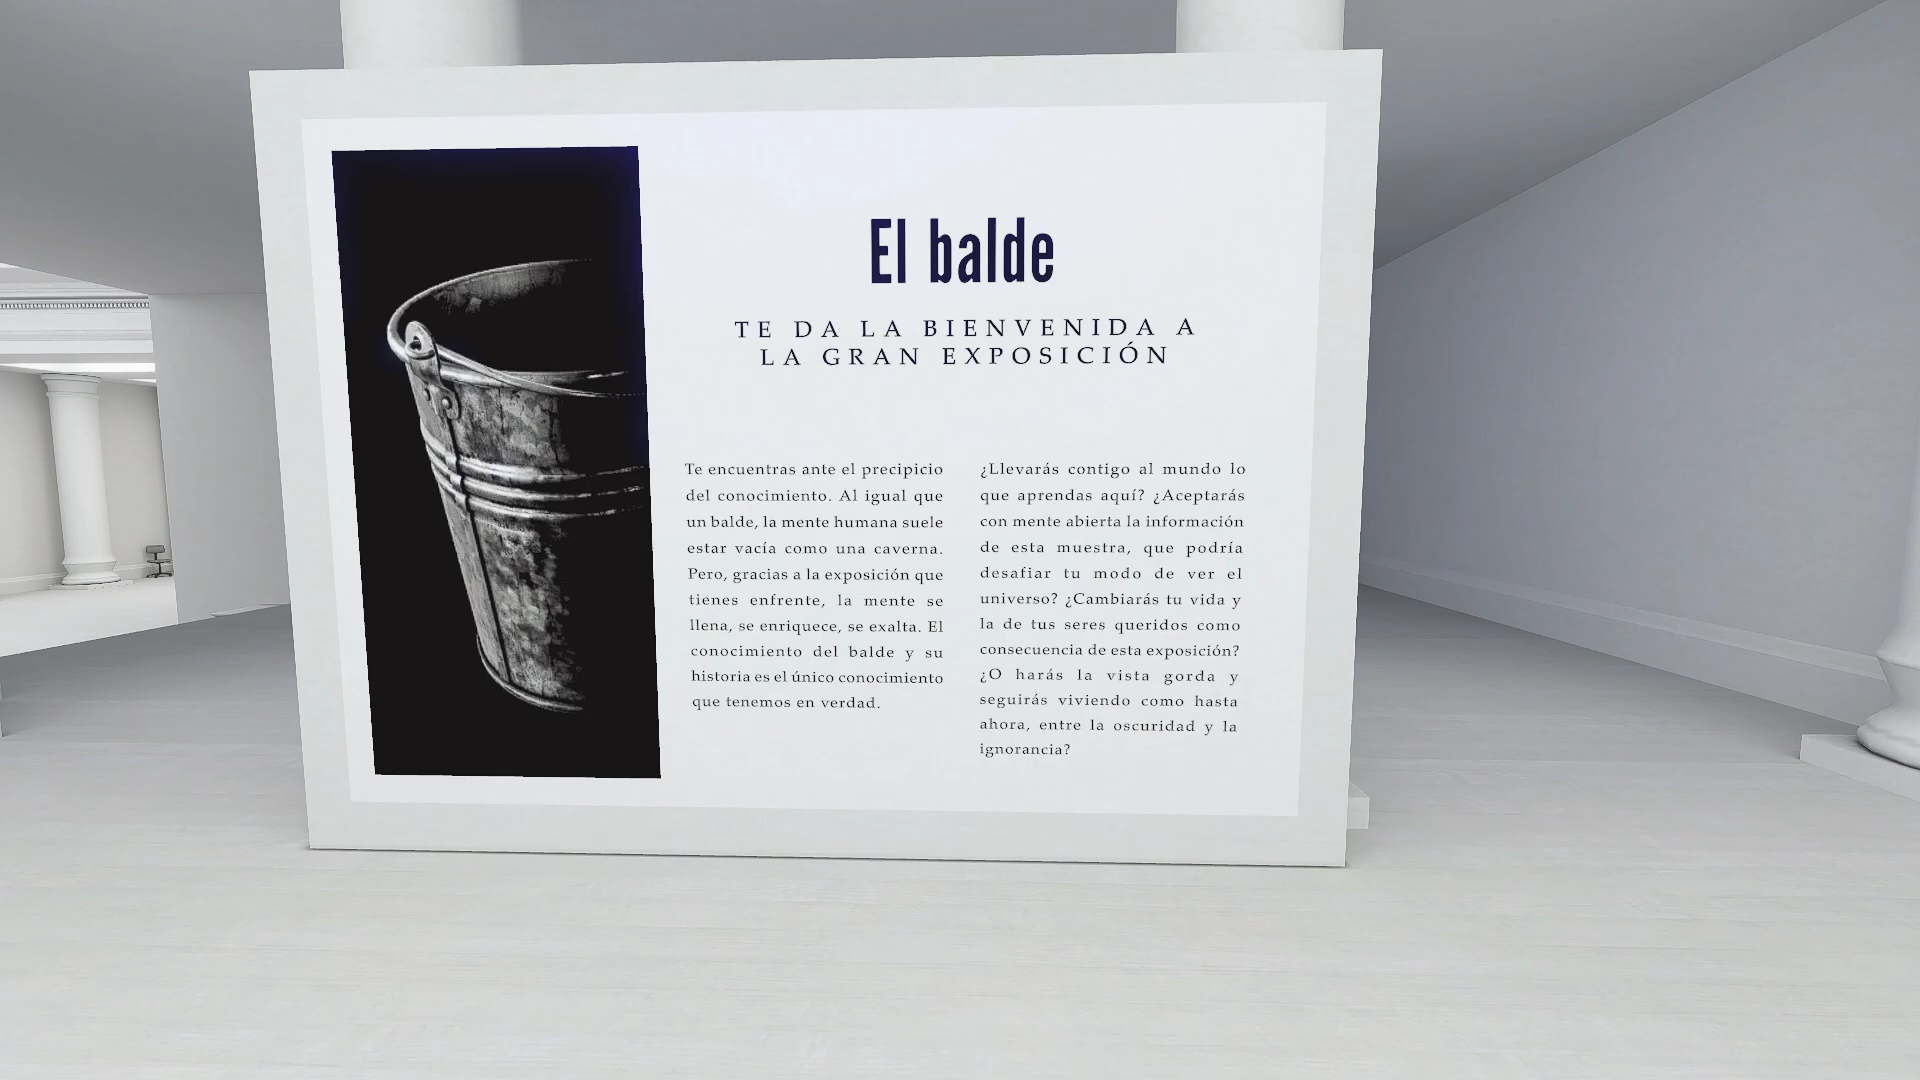 El balde
TE DA LA BIENVENIDA A
LA GRAN EXPOSICIÓN
Te encuentras ante el precipicio
del conocimiento. Al igual que
un balde, la mente humana suele
estar vacía como una caverna.
Pero, gracias a la exposición que
tienes enfrente, la mente se
llena, se enriquece, se exalta. El
conocimiento del balde y su
historia es el único conocimiento
que tenemos en verdad.
¿Llevarás contigo al mundo lo
que aprendas aquí? ¿Aceptarás
con mente abierta la información
de esta muestra, que podría
desafiar tu modo de ver el
universo? ¿Cambiarás tu vida y
la de tus seres queridos como
consecuencia de esta exposición?
¿O harás la vista gorda y
seguirás viviendo como hasta
ahora, entre la oscuridad y la
ignorancia?